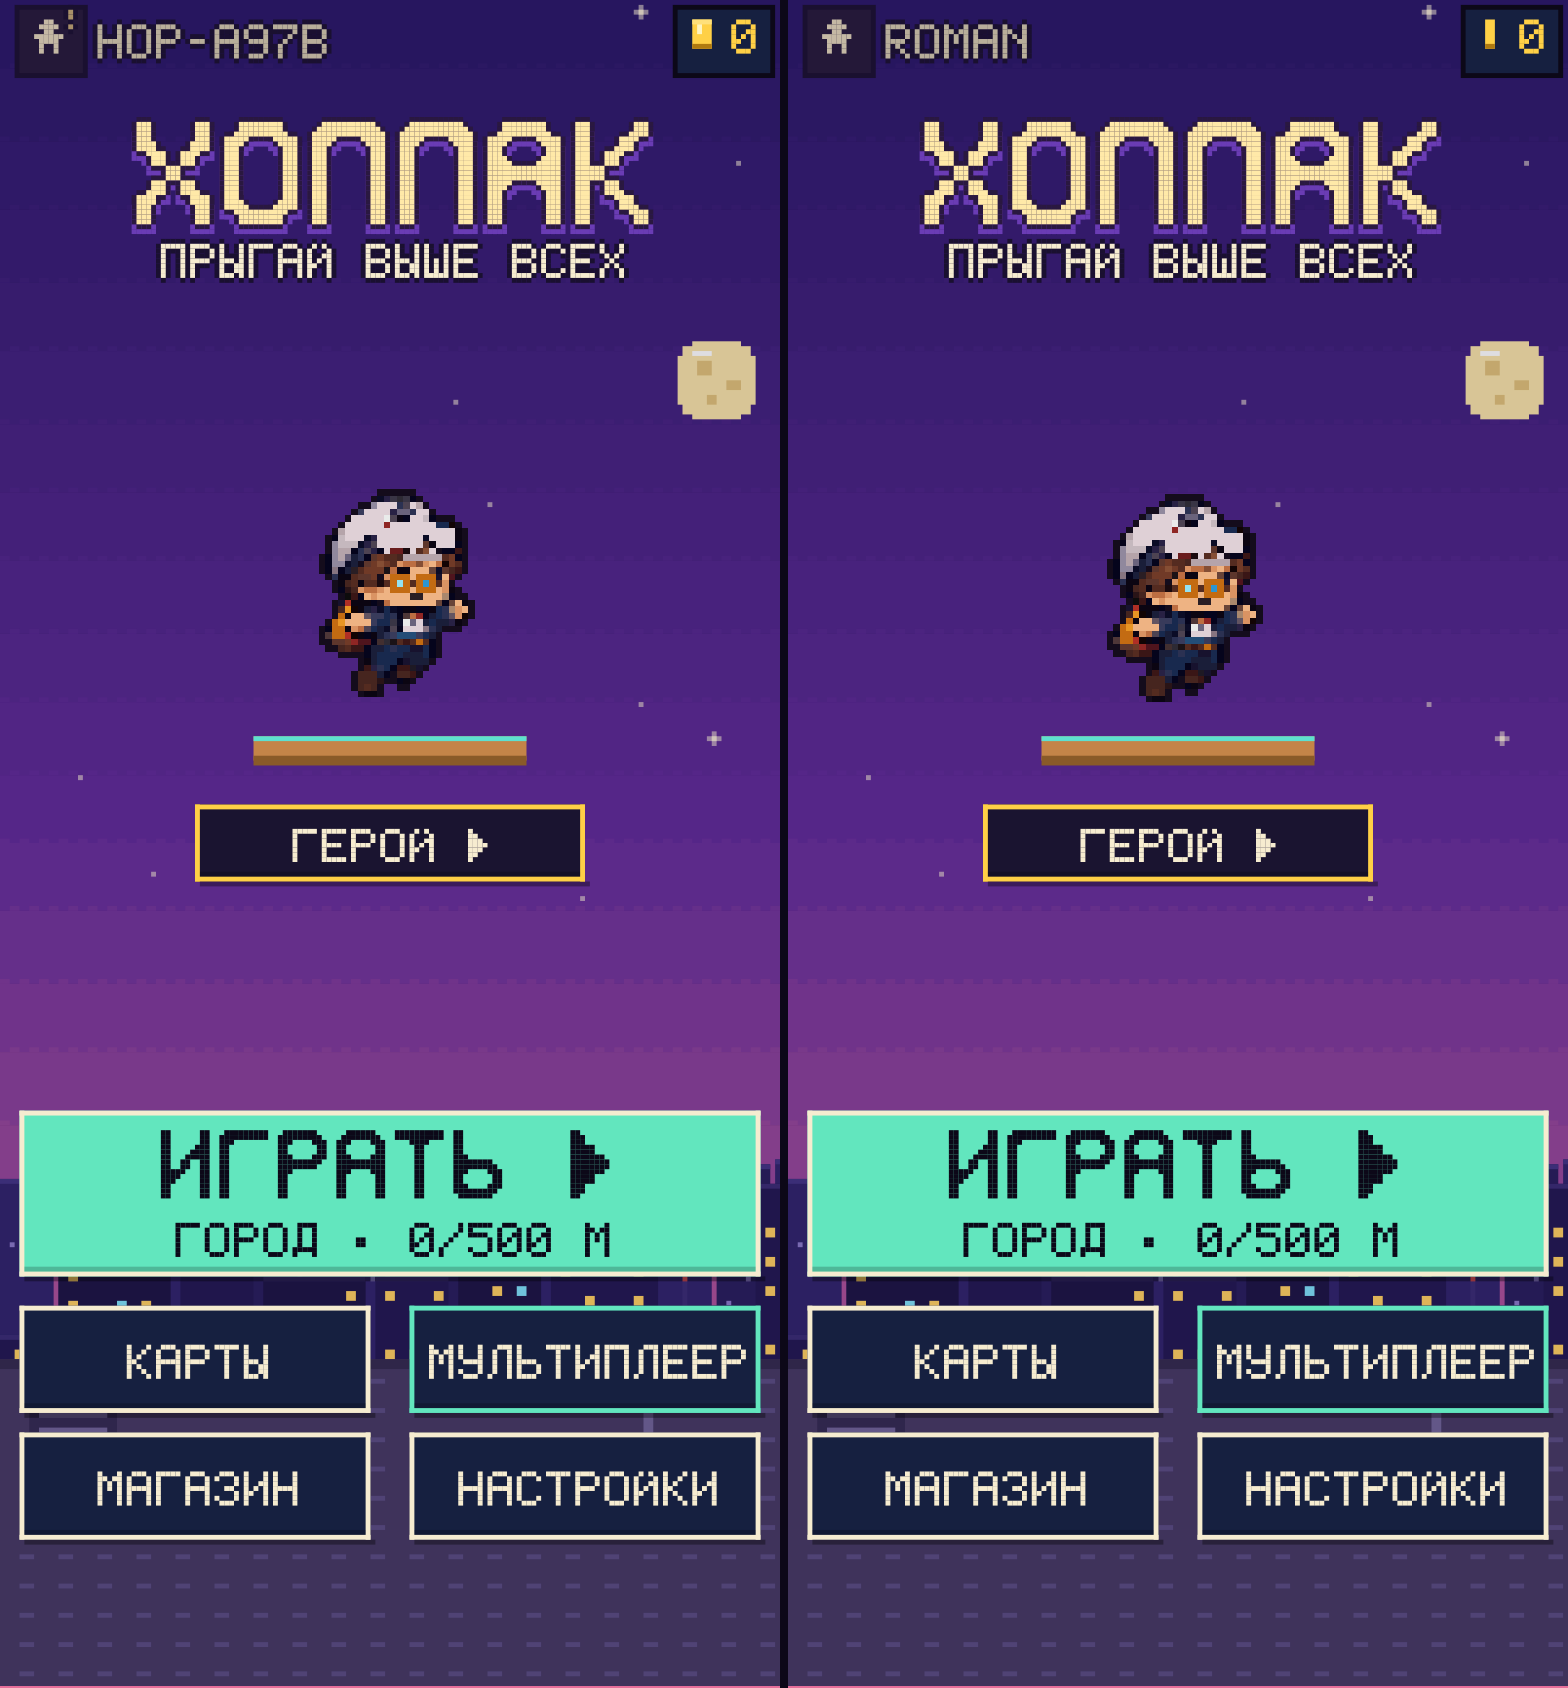 HOP-A97B
0
ХОППАК
ПРЫГАЙ ВЫШЕ ВСЕХ
ГЕРОЙ
ИГРАТЬ
ГОРОД · 0/500 М
КАРТЫ
МУЛЬТИПЛЕЕР
МАГАЗИН
НАСТРОЙКИ
ROMAN
0
ХОППАК
ПРЫГАЙ ВЫШЕ ВСЕХ
ГЕРОЙ
ИГРАТЬ
ГОРОД · 0/500 М
КАРТЫ
МУЛЬТИПЛЕЕР
МАГАЗИН
НАСТРОЙКИ